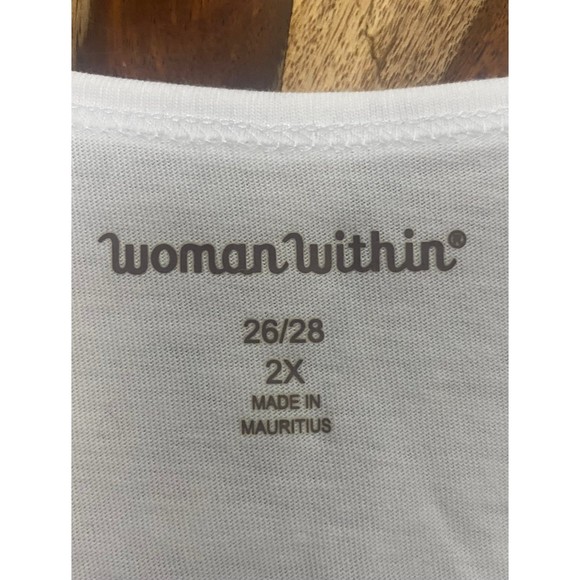 Woman Within®
26/28
2X
MADE IN
MAURITIUS